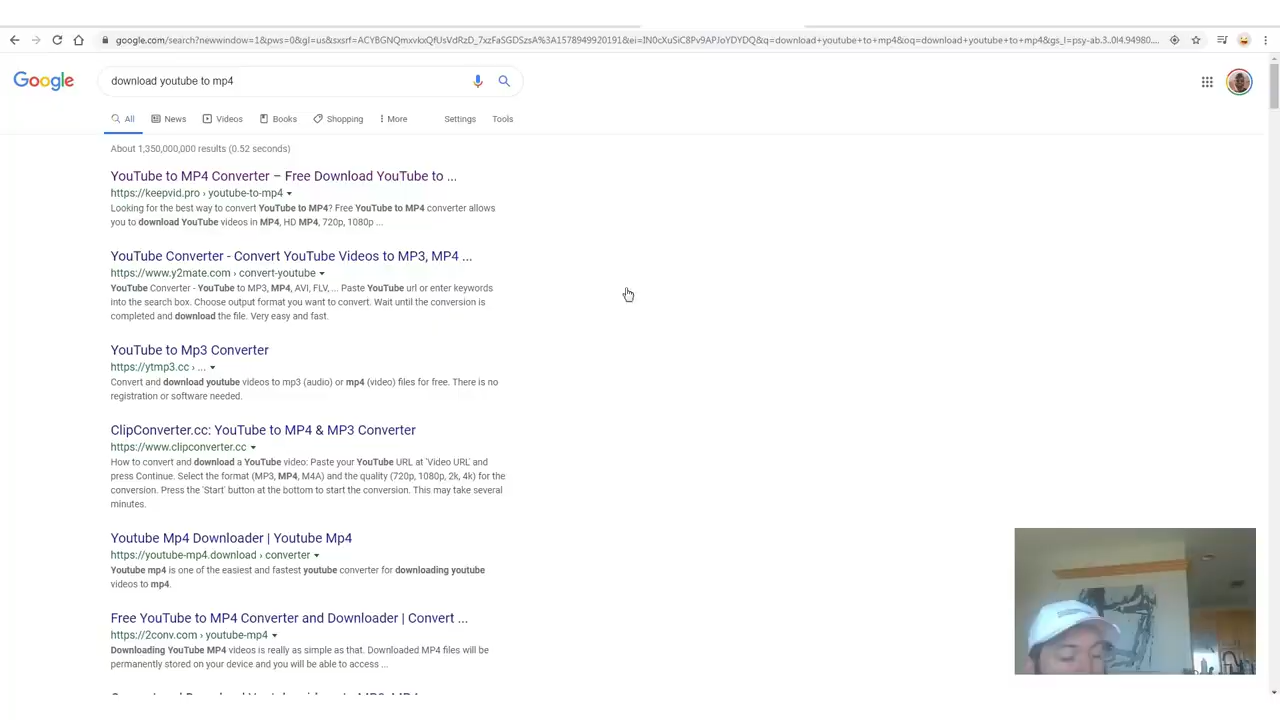 google.com/search?newwindow=1&pws=0&gl=us&sxsrf=ACYBGNQmxvkxQfUsVdRzD_7xzFaSGDSzsA%3A1578949920191&ei=IN0cXuSiC8Pv9APJoYDYDQ&q=download+youtube+to+mp4&oq=download+youtube+to+mp4&gs_l=psy-ab.3..0l4.94980....
Google
download youtube to mp4
All News Videos Books Shopping More Settings Tools
About 1,350,000,000 results (0.52 seconds)
YouTube to MP4 Converter – Free Download YouTube to ...
https://keepvid.pro › youtube-to-mp4
Looking for the best way to convert YouTube to MP4? Free YouTube to MP4 converter allows
you to download YouTube videos in MP4, HD MP4, 720p, 1080p ...
YouTube Converter - Convert YouTube Videos to MP3, MP4 ...
https://www.y2mate.com › convert-youtube
YouTube Converter - YouTube to MP3, MP4, AVI, FLV, ... Paste YouTube url or enter keywords
into the search box. Choose output format you want to convert. Wait until the conversion is
completed and download the file. Very easy and fast.
YouTube to Mp3 Converter
https://ytmp3.cc › ...
Convert and download youtube videos to mp3 (audio) or mp4 (video) files for free. There is no
registration or software needed.
ClipConverter.cc: YouTube to MP4 & MP3 Converter
https://www.clipconverter.cc
How to convert and download a YouTube video: Paste your YouTube URL at 'Video URL' and
press Continue. Select the format (MP3, MP4, M4A) and the quality (720p, 1080p, 2k, 4k) for the
conversion. Press the 'Start' button at the bottom to start the conversion. This may take several
minutes.
Youtube Mp4 Downloader | Youtube Mp4
https://youtube-mp4.download › converter
Youtube mp4 is one of the easiest and fastest youtube converter for downloading youtube
videos to mp4.
Free YouTube to MP4 Converter and Downloader | Convert ...
https://2conv.com › youtube-mp4
Downloading YouTube MP4 videos is really as simple as that. Downloaded MP4 files will be
permanently stored on your device and you will be able to access ...